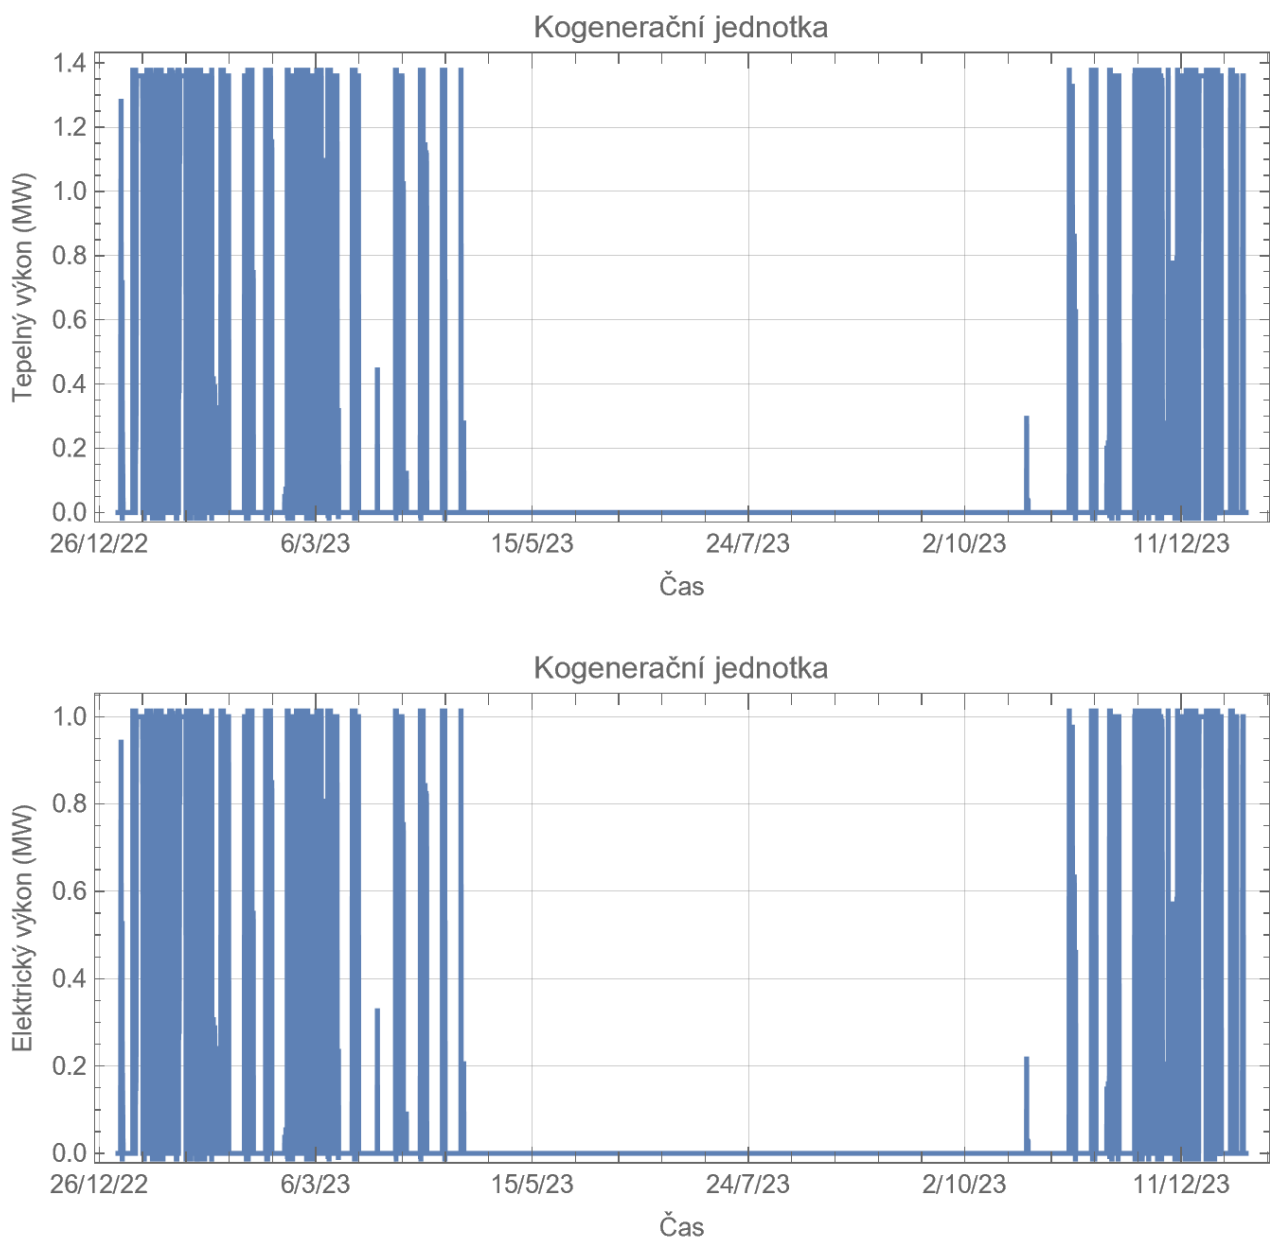 Kogenerační jednotka
Tepelný výkon (MW)
1.4
1.2
1.0
0.8
0.6
0.4
0.2
0.0
26/12/22 6/3/23 15/5/23 24/7/23 2/10/23 11/12/23
Čas
Kogenerační jednotka
Elektrický výkon (MW)
1.0
0.8
0.6
0.4
0.2
0.0
26/12/22 6/3/23 15/5/23 24/7/23 2/10/23 11/12/23
Čas